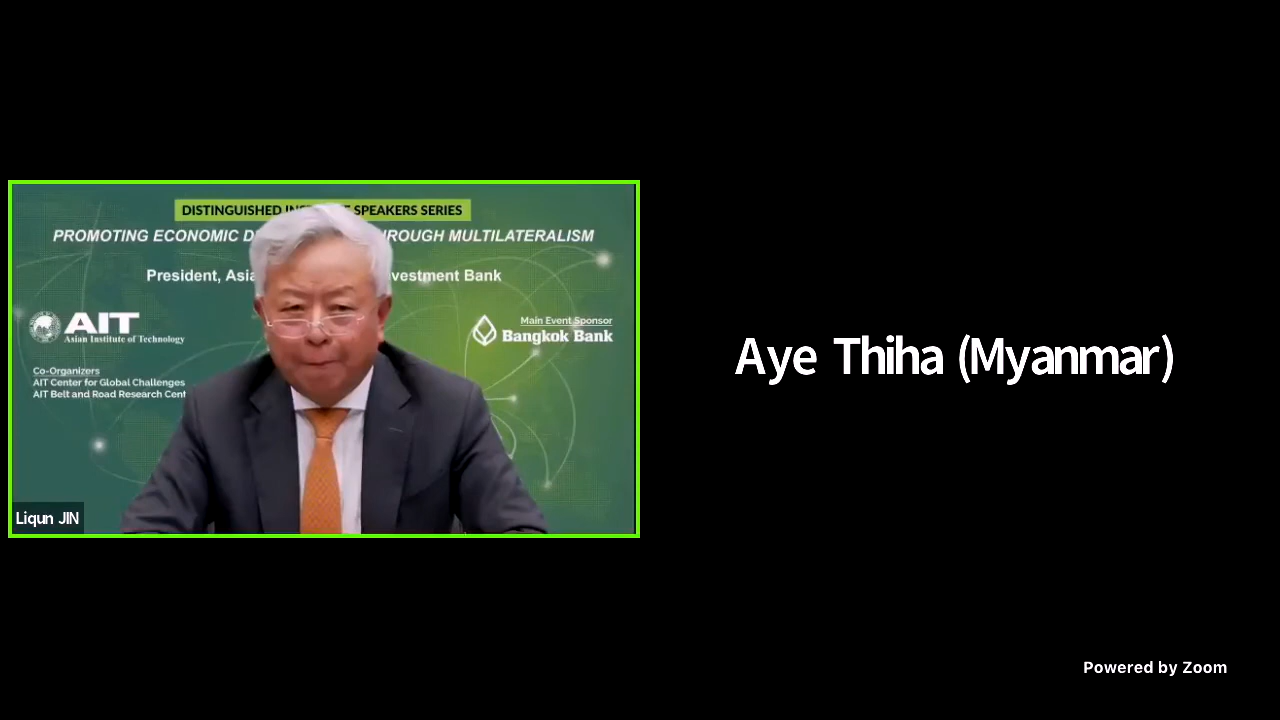 DISTINGUISHED SPEAKERS SERIES
PROMOTING ECONOMIC THROUGH MULTILATERALISM
President, Investment Bank
AIT
Asian Institute of Technology
Main Event Sponsor
Bangkok Bank
Co-Organizers
AIT Center for Global Challenges
AIT Belt and Road Research Cent
Liqun JIN
Aye Thiha (Myanmar)
Powered by Zoom